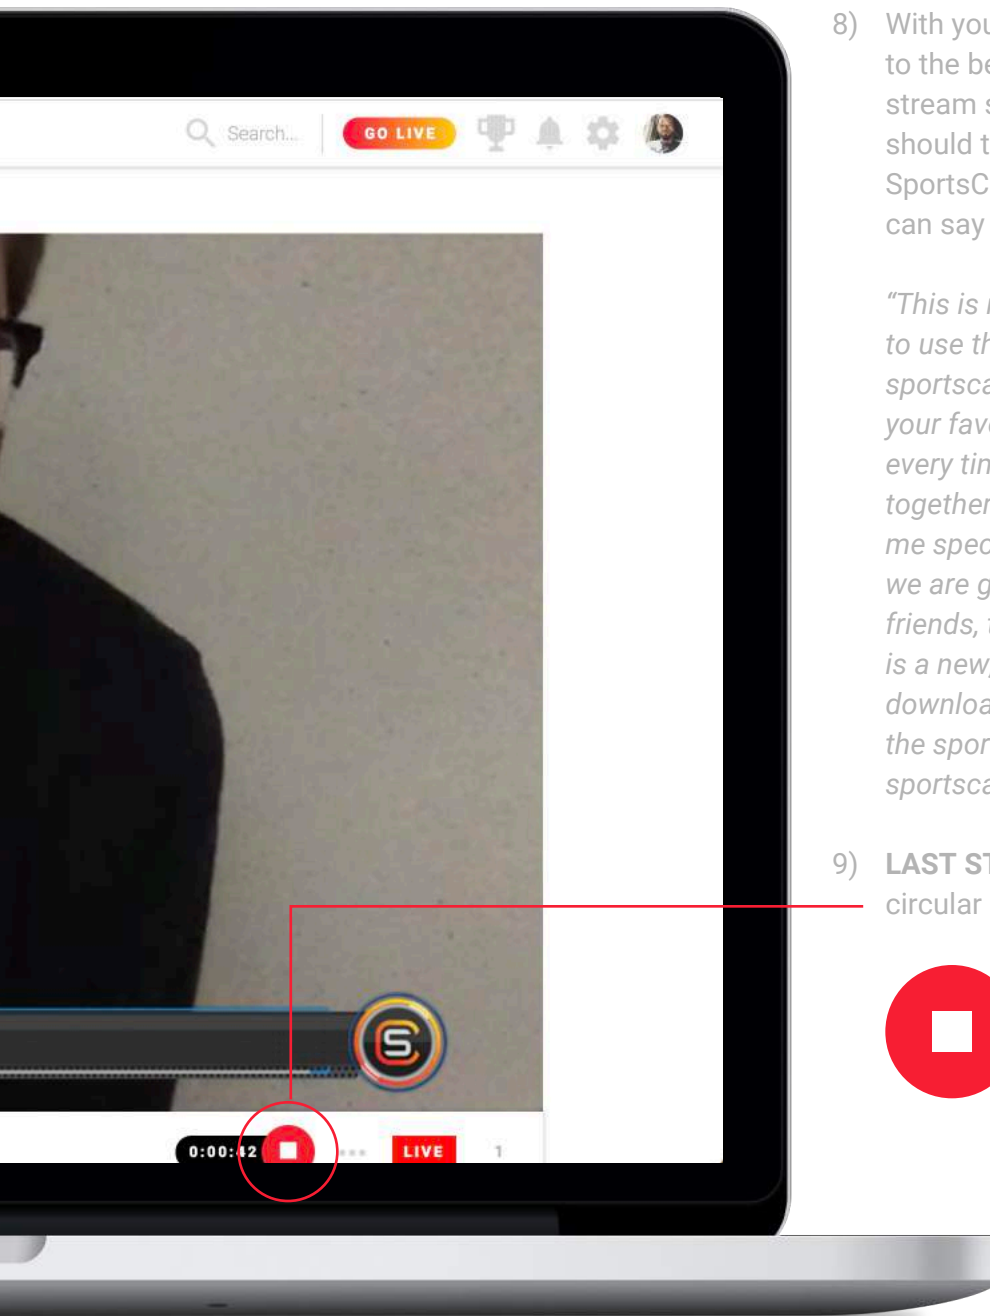 Search...
GO LIVE
0:00:42
LIVE
1
8) With you
to the be
stream s
should t
SportsC
can say
“This is
to use th
sportsca
your fav
every tin
together
me spec
we are g
friends, t
is a new,
downloa
the spor
sportsca
9) LAST ST
circular